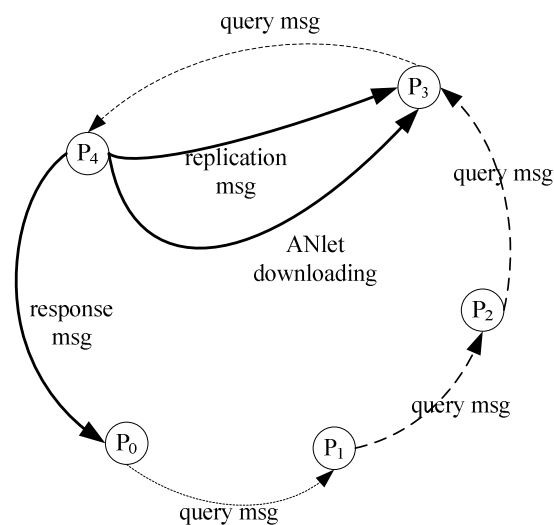 query msg
P3
P4
replication
msg
query msg
ANlet
downloading
response
msg
P2
query msg
P0
P1
query msg